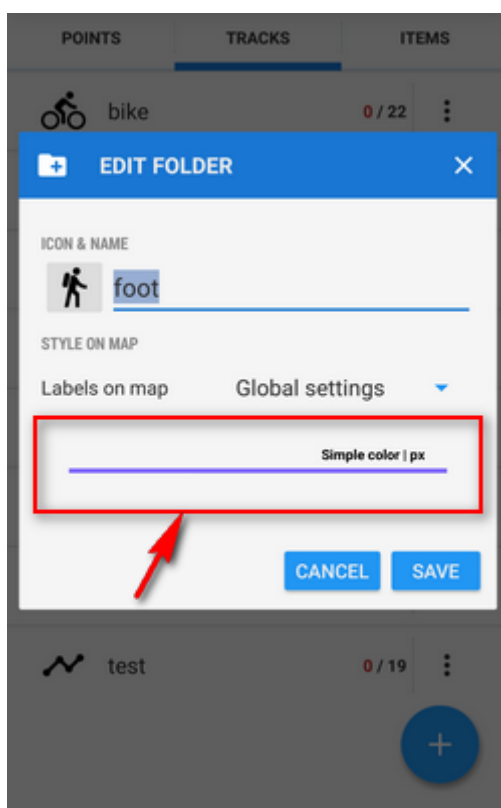 POINTS TRACKS ITEMS
bike 0 / 22
EDIT FOLDER
ICON & NAME
foot
STYLE ON MAP
Labels on map Global settings
Simple color | px
CANCEL SAVE
test 0 / 19